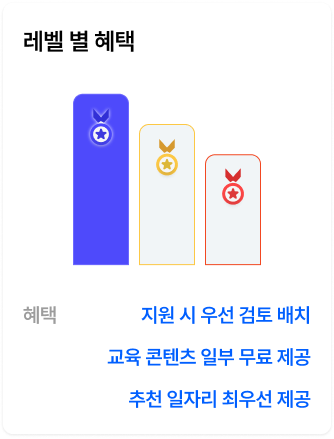 레벨 별 혜택
혜택
지원 시 우선 검토 배치
교육 콘텐츠 일부 무료 제공
추천 일자리 최우선 제공